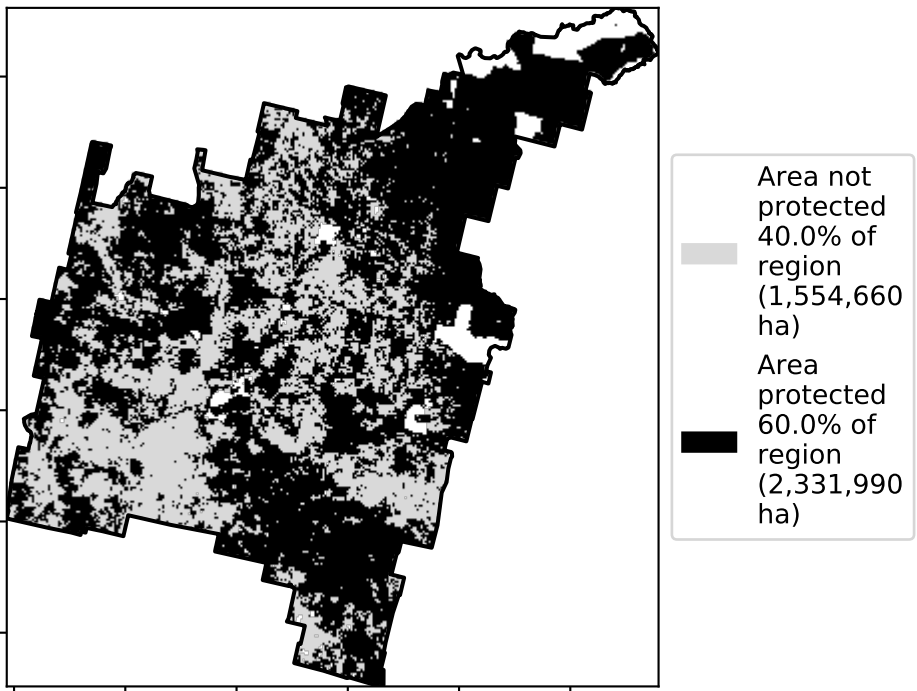 Area not
protected
40.0% of
region
(1,554,660
ha)
Area
protected
60.0% of
region
(2,331,990
ha)